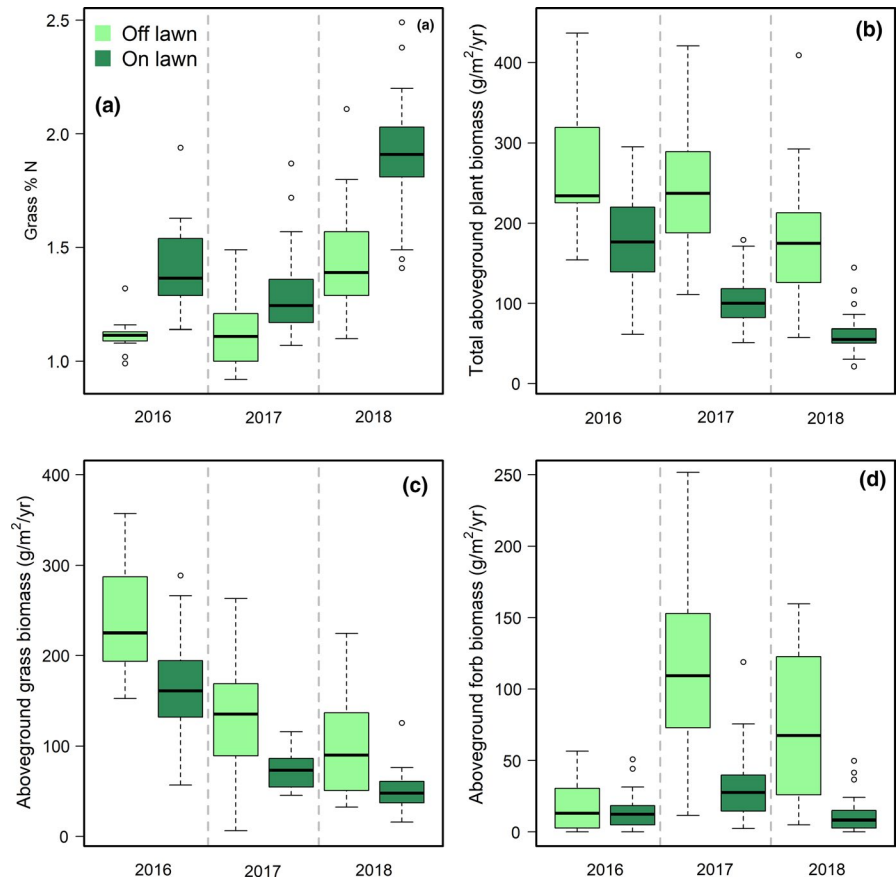 (a)
Off lawn
On lawn
(a)
Grass % N
2.5
2.0
1.5
1.0
2016 2017 2018
(b)
Total aboveground plant biomass (g/m²/yr)
400
300
200
100
0
2016 2017 2018
(c)
Aboveground grass biomass (g/m²/yr)
400
300
200
100
0
2016 2017 2018
(d)
Aboveground forb biomass (g/m²/yr)
250
200
150
100
50
0
2016 2017 2018